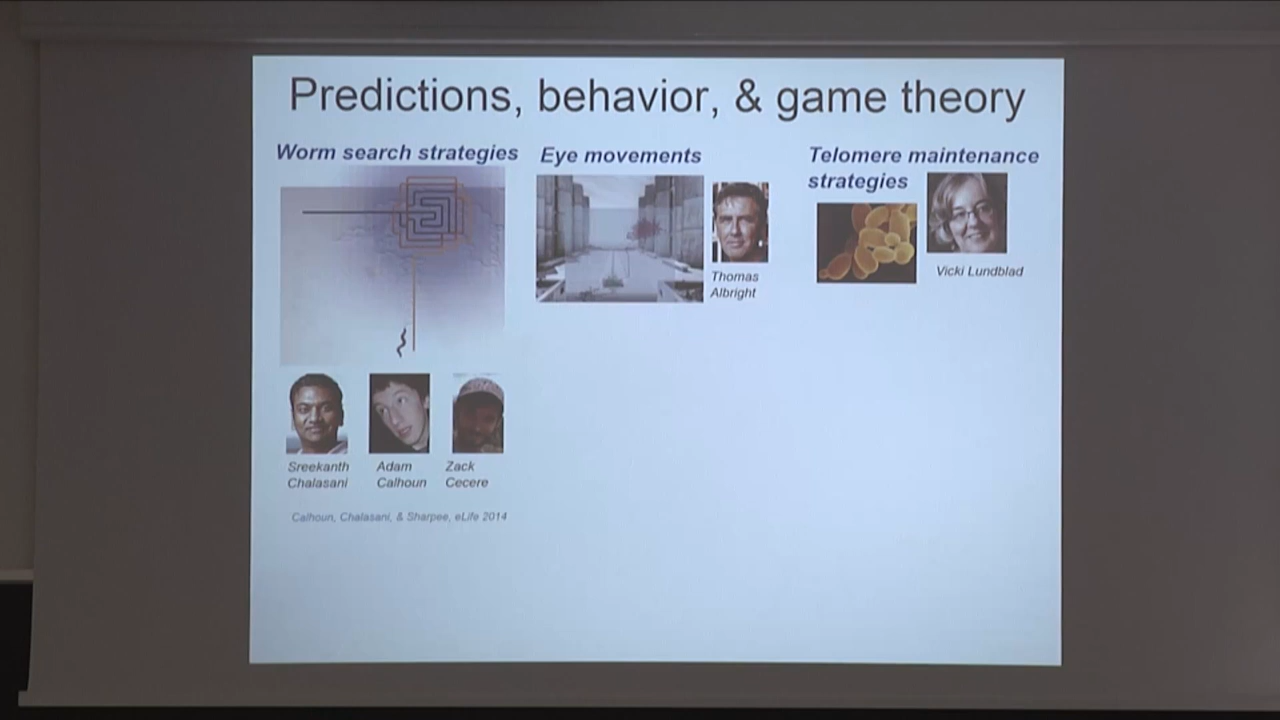 Predictions, behavior, & game theory
Worm search strategies
Eye movements
Telomere maintenance
strategies
Thomas
Albright
Vicki Lundblad
Sreekanth
Chalasani
Adam
Calhoun
Zack
Cecere
Calhoun, Chalasani, & Sharpee, eLife 2014